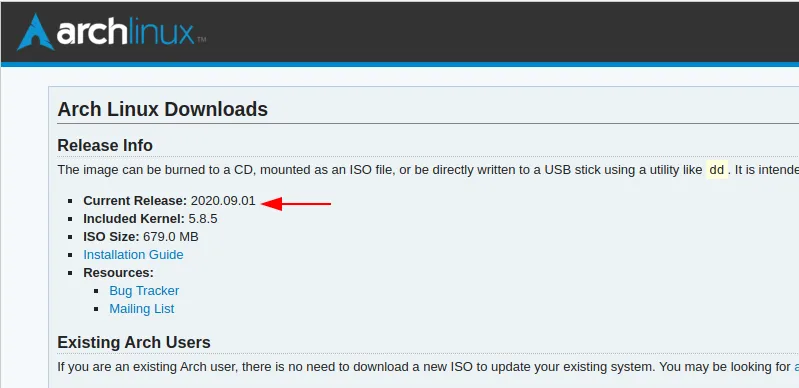 archlinux™
Arch Linux Downloads
Release Info
The image can be burned to a CD, mounted as an ISO file, or be directly written to a USB stick using a utility like dd. It is intende
Current Release: 2020.09.01
Included Kernel: 5.8.5
ISO Size: 679.0 MB
Installation Guide
Resources:
Bug Tracker
Mailing List
Existing Arch Users
If you are an existing Arch user, there is no need to download a new ISO to update your existing system. You may be looking for a